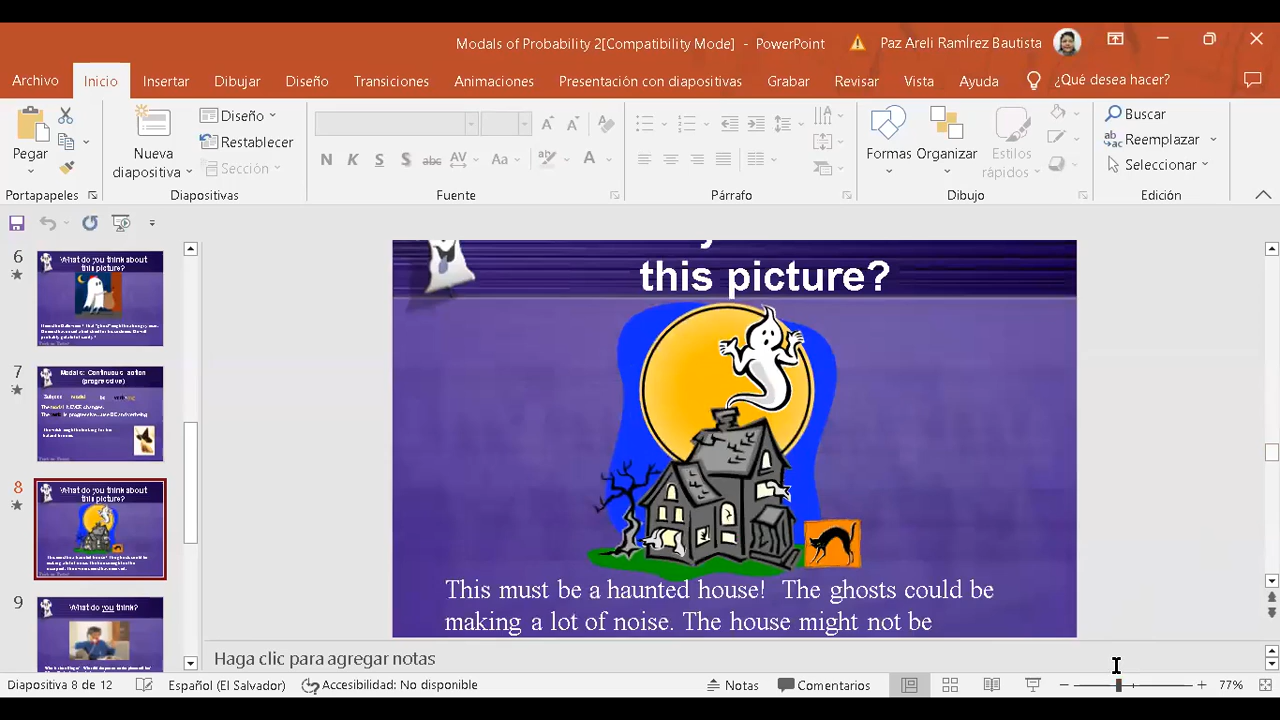 Modals of Probability 2[Compatibility Mode] - PowerPoint
Paz Areli RamÍrez Bautista
Archivo Inicio Insertar Dibujar Diseño Transiciones Animaciones Presentación con diapositivas Grabar Revisar Vista Ayuda ¿Qué desea hacer?
Pegar
Nueva
diapositiva
Diseño
Restablecer
Sección
N K S S abc AV Aa A
Formas
Organizar
Estilos
rápidos
Buscar
Reemplazar
Seleccionar
Portapapeles Diapositivas Fuente Párrafo Dibujo Edición
6
What do you think about
this picture?
7
Modals: Continuous action
(progressive)
8
What do you think about
this picture?
9
What do you think?
this picture?
This must be a haunted house! The ghosts could be
making a lot of noise. The house might not be
Haga clic para agregar notas
Diapositiva 8 de 12 Español (El Salvador) Accesibilidad: No disponible Notas Comentarios 77%